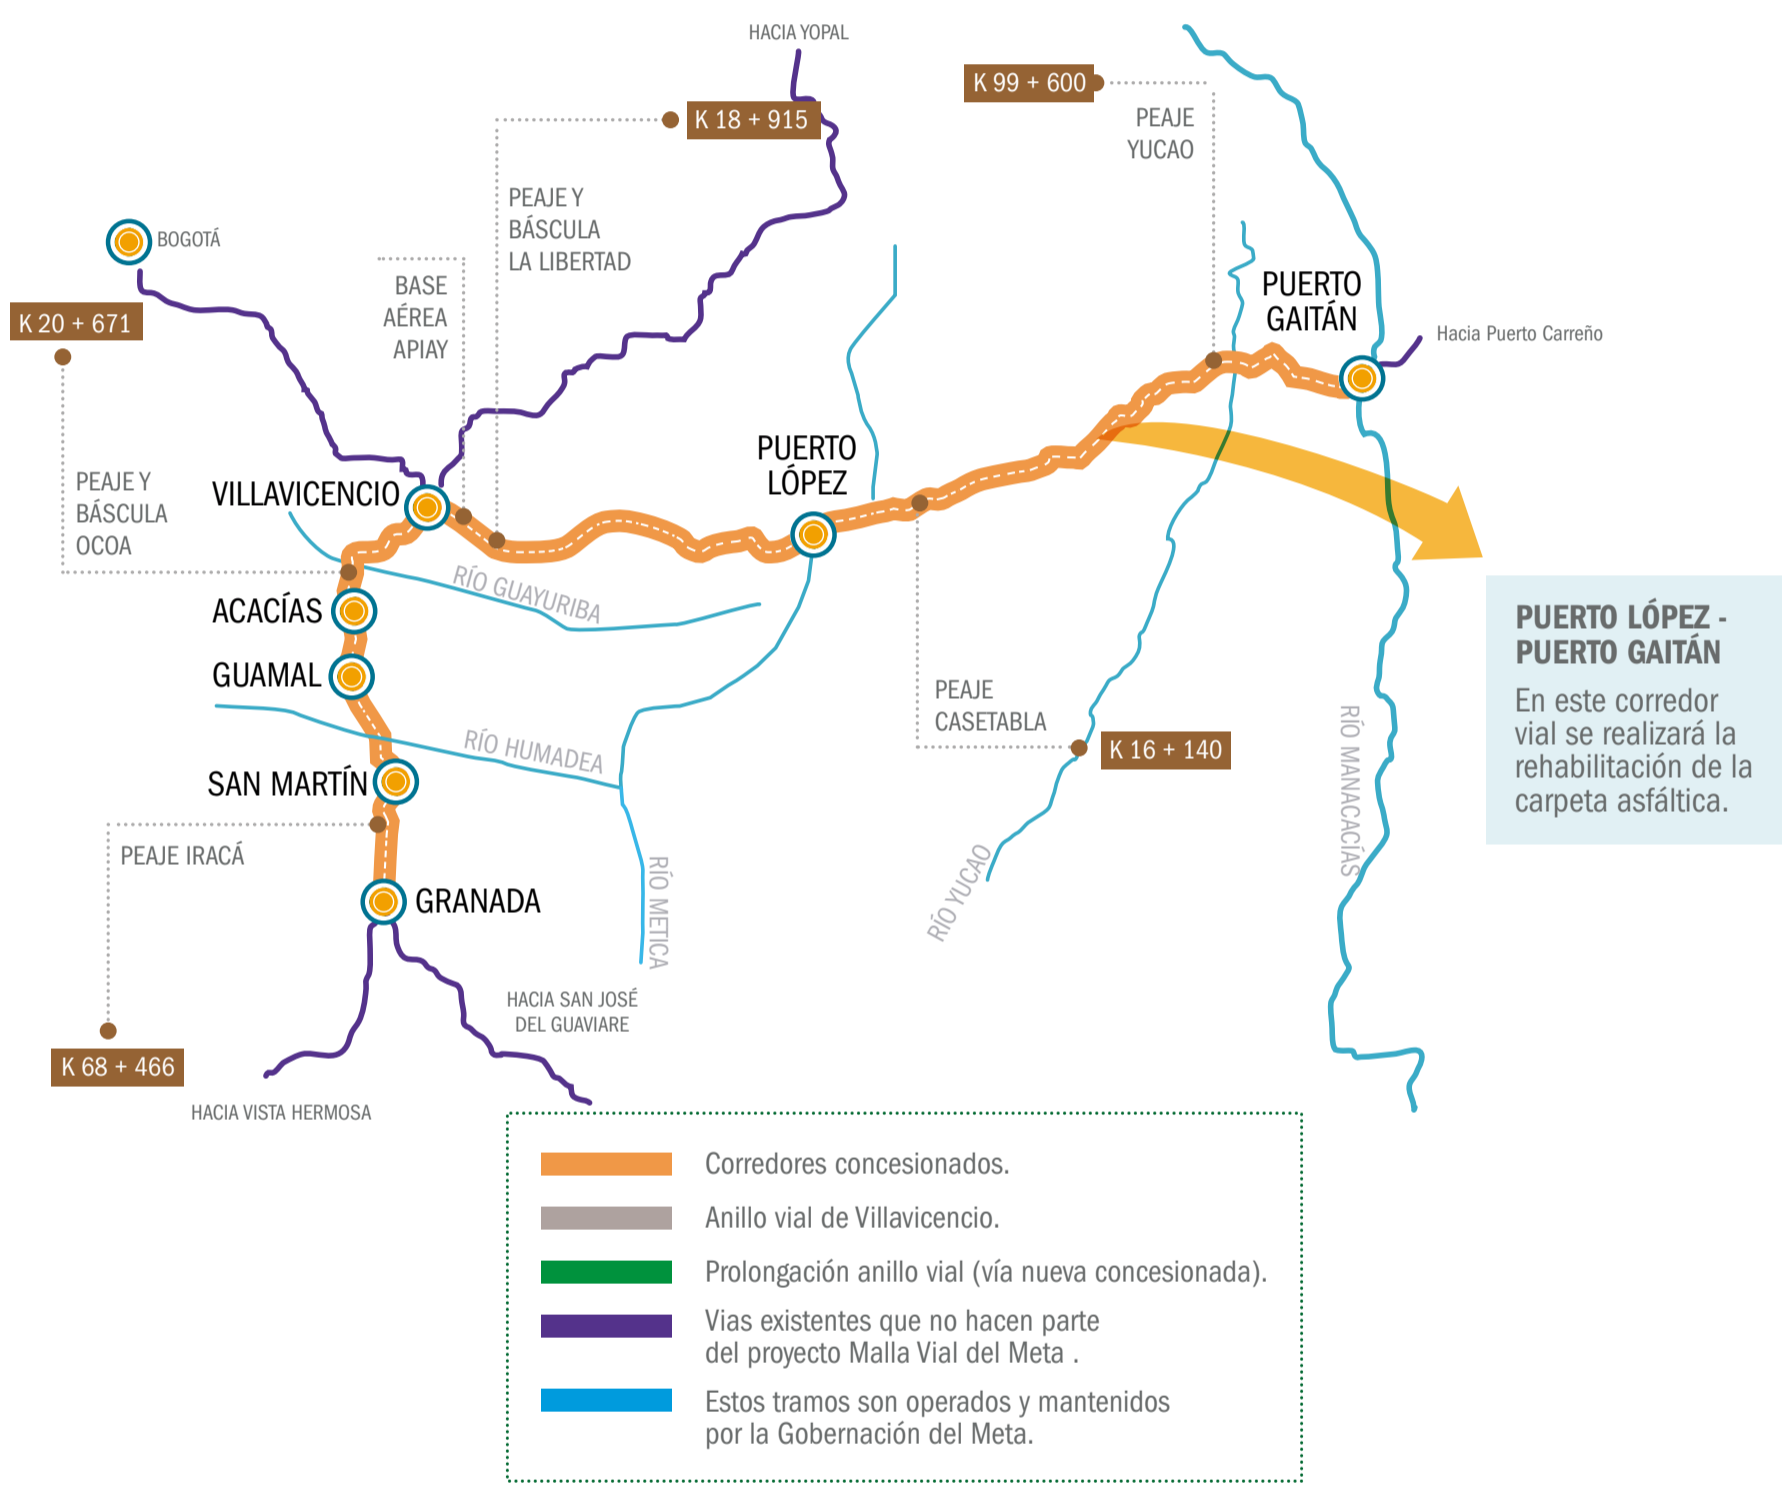 HACIA YOPAL
K 99 + 600
K 18 + 915
PEAJE
YUCAO
PEAJE Y
BÁSCULA
LA LIBERTAD
BOGOTÁ
BASE
AÉREA
APIAY
K 20 + 671
PUERTO
GAITÁN
Hacia Puerto Carreño
PUERTO
LÓPEZ
PEAJE Y
BÁSCULA
OCOA
VILLAVICENCIO
RÍO GUAYURIBA
ACACÍAS
GUAMAL
PUERTO LÓPEZ -
PUERTO GAITÁN
En este corredor
vial se realizará la
rehabilitación de la
carpeta asfáltica.
PEAJE
CASETABLA
K 16 + 140
RÍO HUMADEA
RÍO MANACACÍAS
SAN MARTÍN
PEAJE IRACÁ
RÍO METICA
RÍO YUCAO
GRANADA
HACIA SAN JOSÉ
DEL GUAVIARE
K 68 + 466
HACIA VISTA HERMOSA
Corredores concesionados.
Anillo vial de Villavicencio.
Prolongación anillo vial (vía nueva concesionada).
Vias existentes que no hacen parte
del proyecto Malla Vial del Meta .
Estos tramos son operados y mantenidos
por la Gobernación del Meta.